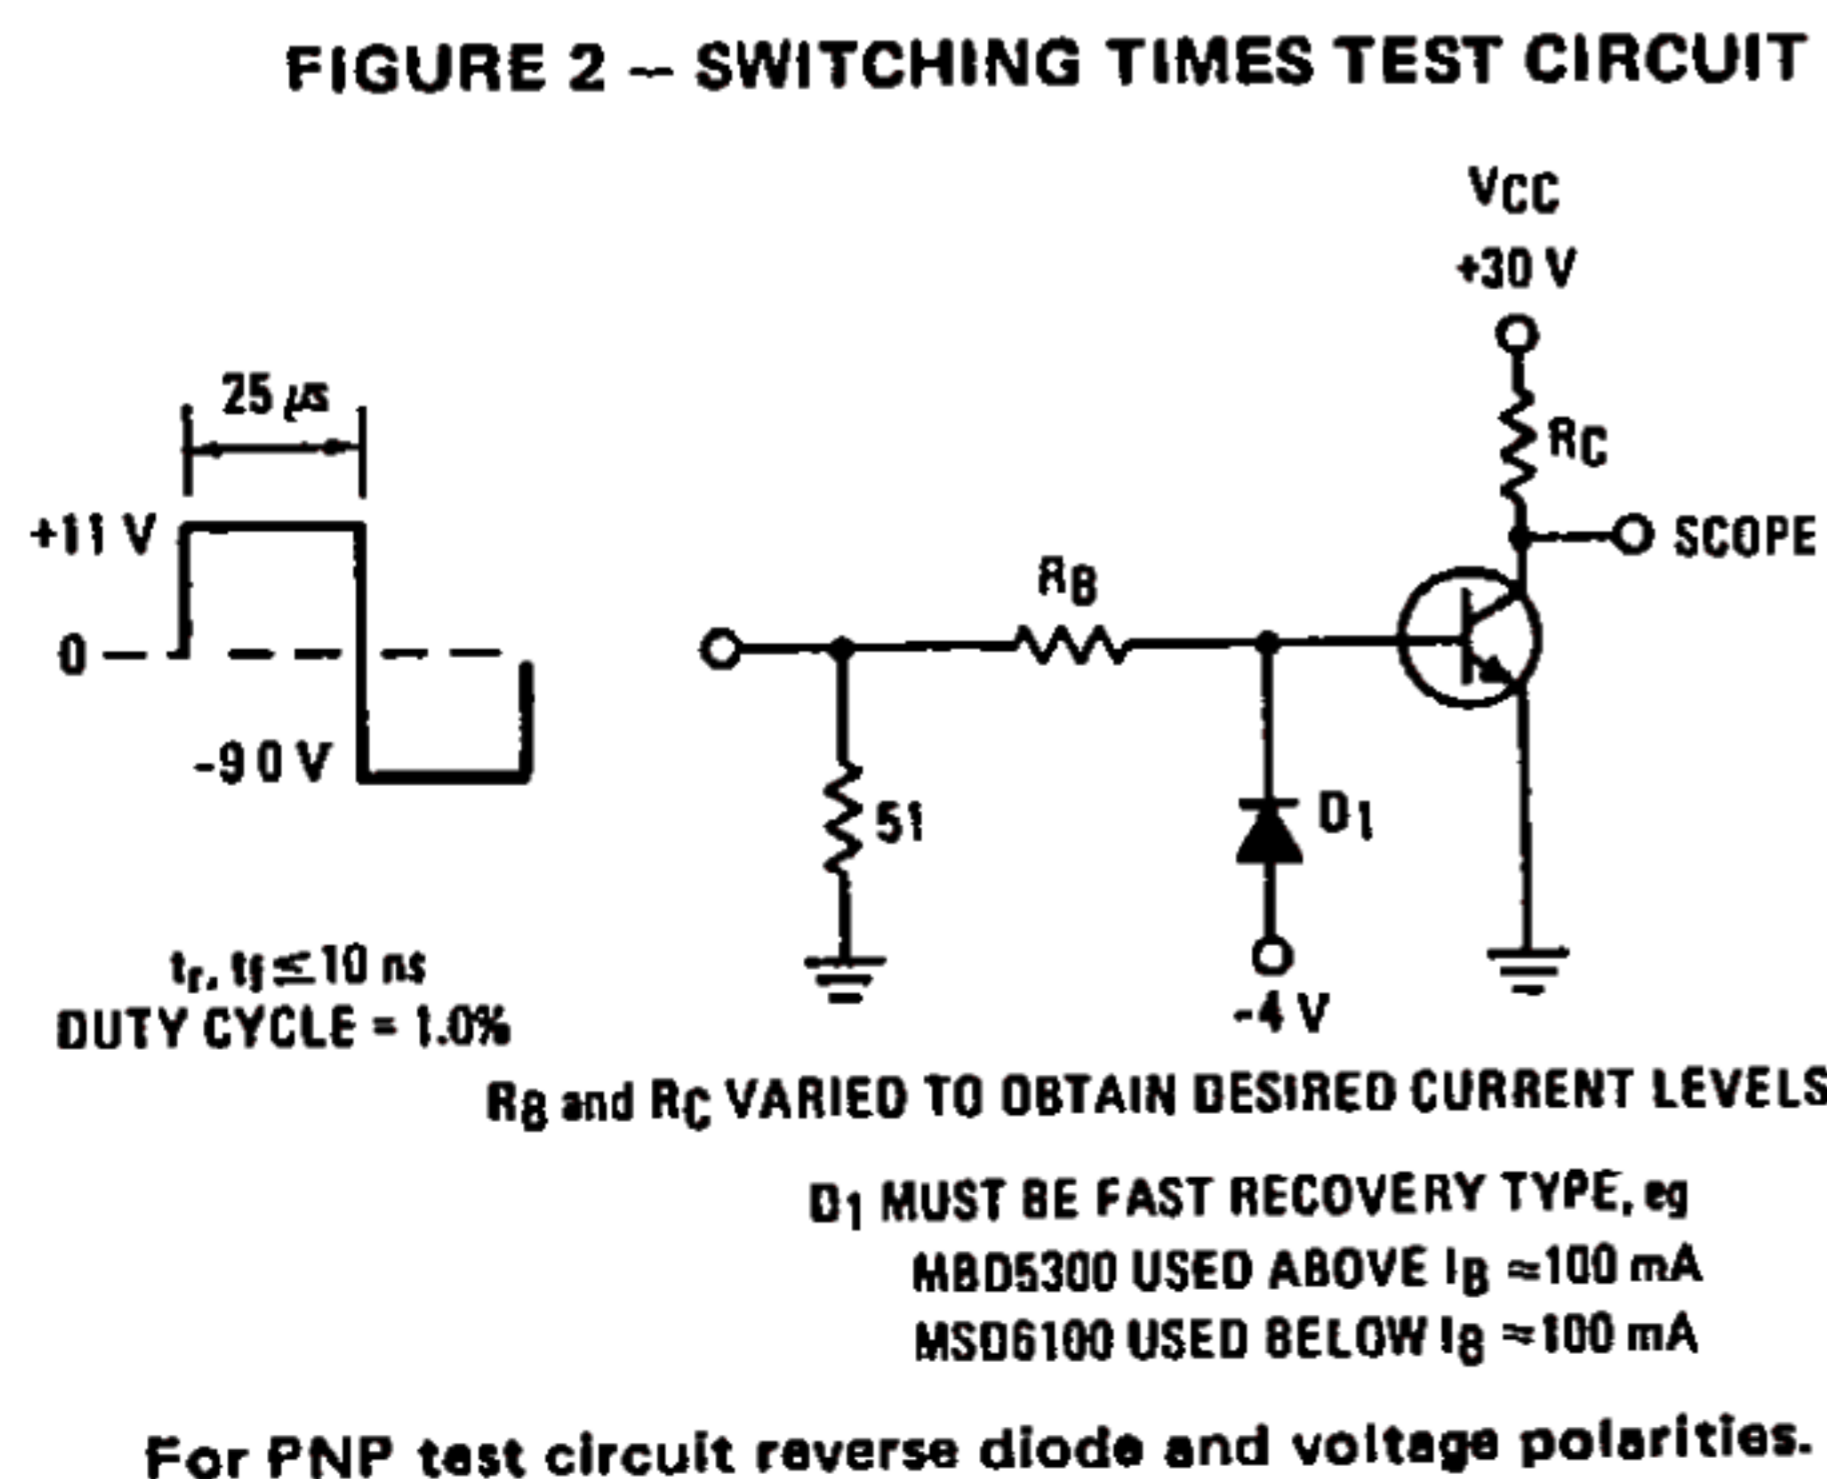 FIGURE 2 -- SWITCHING TIMES TEST CIRCUIT
VCC
+30 V
25 μs
RC
+11 V
SCOPE
RB
0
-9 0 V
51
D1
tr, tf ≤ 10 ns
-4 V
DUTY CYCLE = 1.0%
RB and RC VARIED TO OBTAIN DESIRED CURRENT LEVELS
D1 MUST BE FAST RECOVERY TYPE, eg
MBD5300 USED ABOVE IB ≈100 mA
MSD6100 USED BELOW IB ≈100 mA
For PNP test circuit reverse diode and voltage polarities.